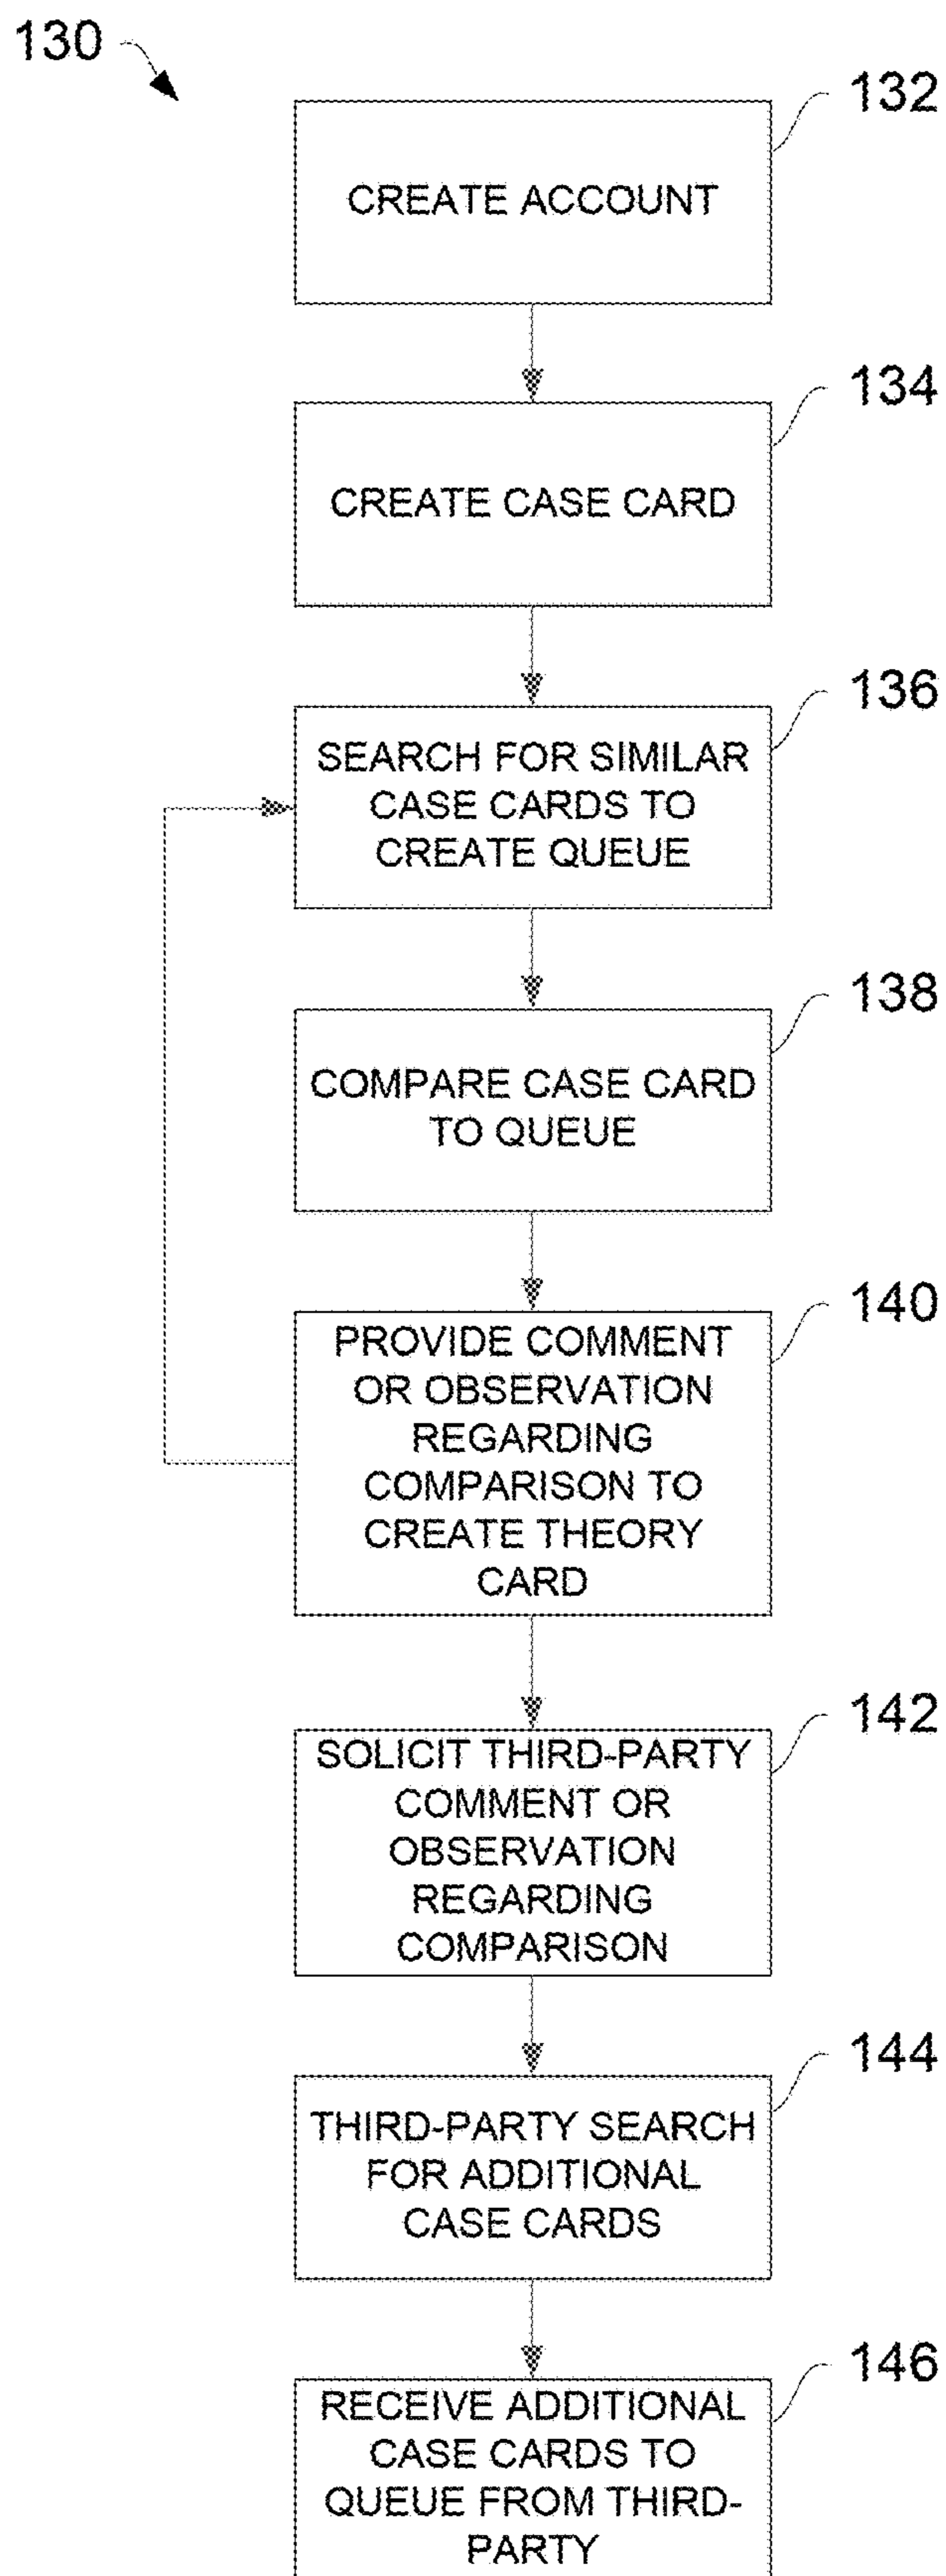 130
132
CREATE ACCOUNT
134
CREATE CASE CARD
136
SEARCH FOR SIMILAR
CASE CARDS TO
CREATE QUEUE
138
COMPARE CASE CARD
TO QUEUE
140
PROVIDE COMMENT
OR OBSERVATION
REGARDING
COMPARISON TO
CREATE THEORY
CARD
142
SOLICIT THIRD-PARTY
COMMENT OR
OBSERVATION
REGARDING
COMPARISON
144
THIRD-PARTY SEARCH
FOR ADDITIONAL
CASE CARDS
146
RECEIVE ADDITIONAL
CASE CARDS TO
QUEUE FROM THIRD-
PARTY